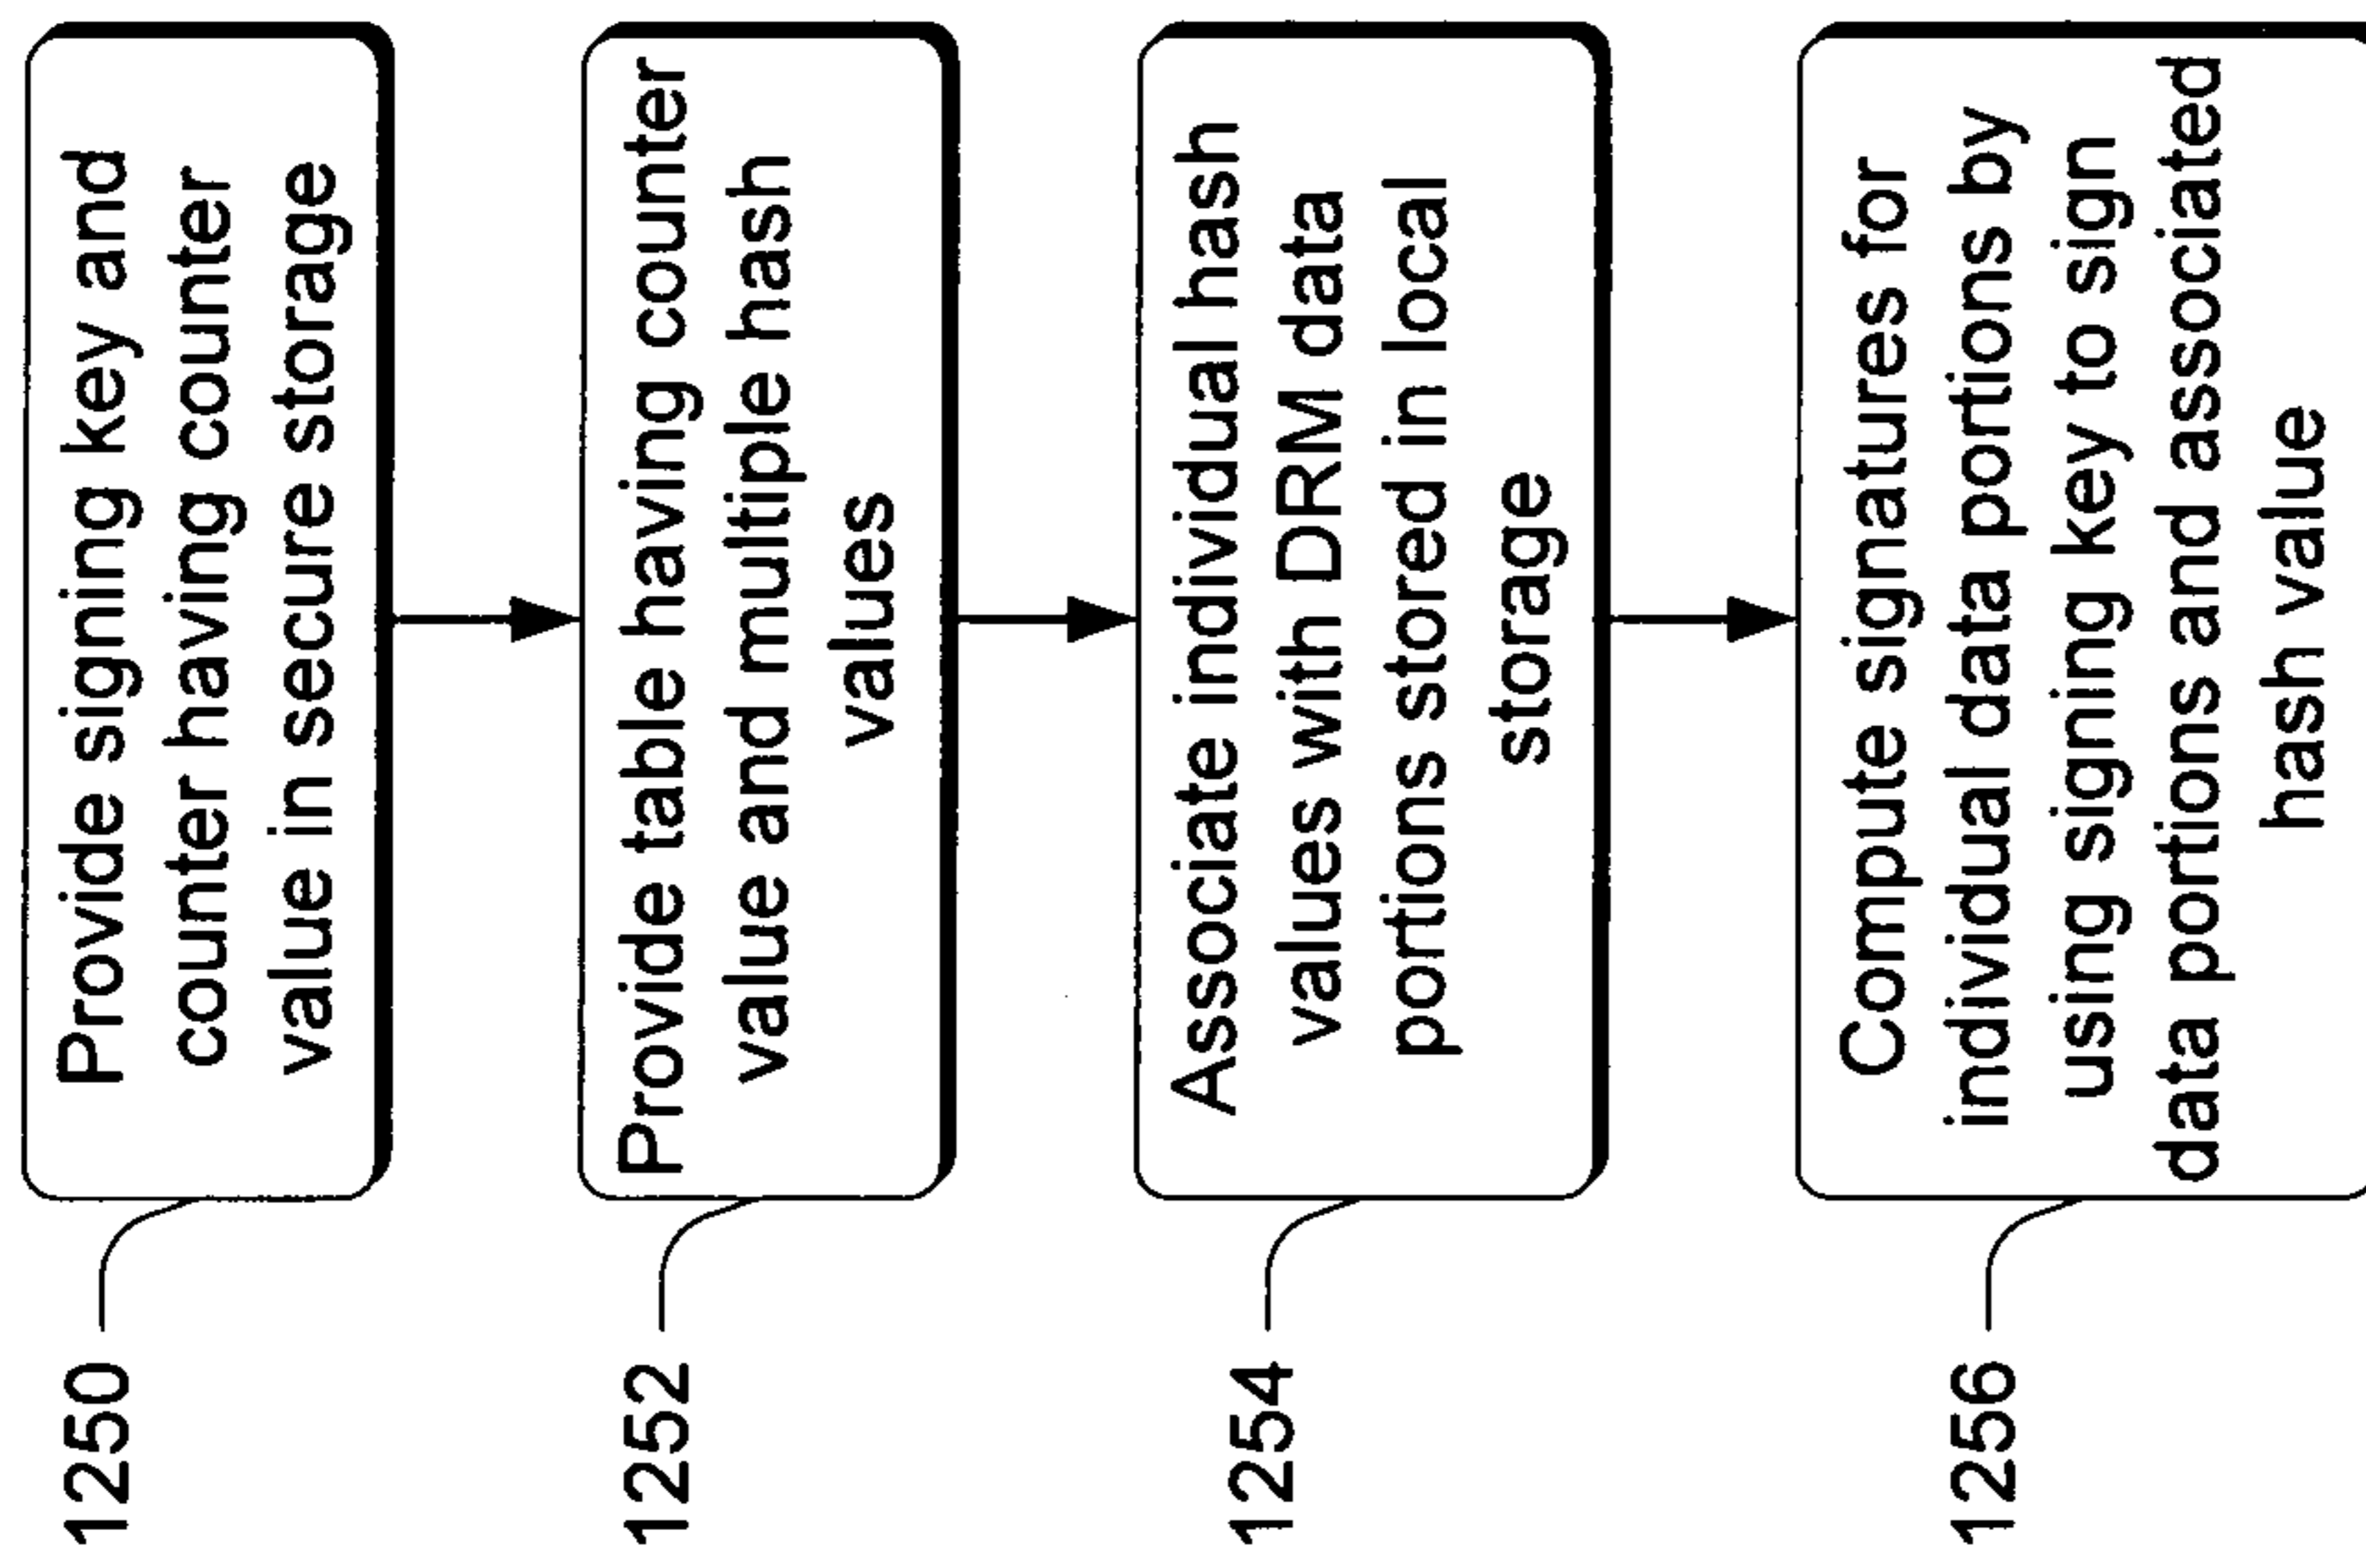 1250
Provide signing key and
counter having counter
value in secure storage
1252
Provide table having counter
value and multiple hash
values
1254
Associate individual hash
values with DRM data
portions stored in local
storage
1256
Compute signatures for
individual data portions by
using signing key to sign
data portions and associated
hash value